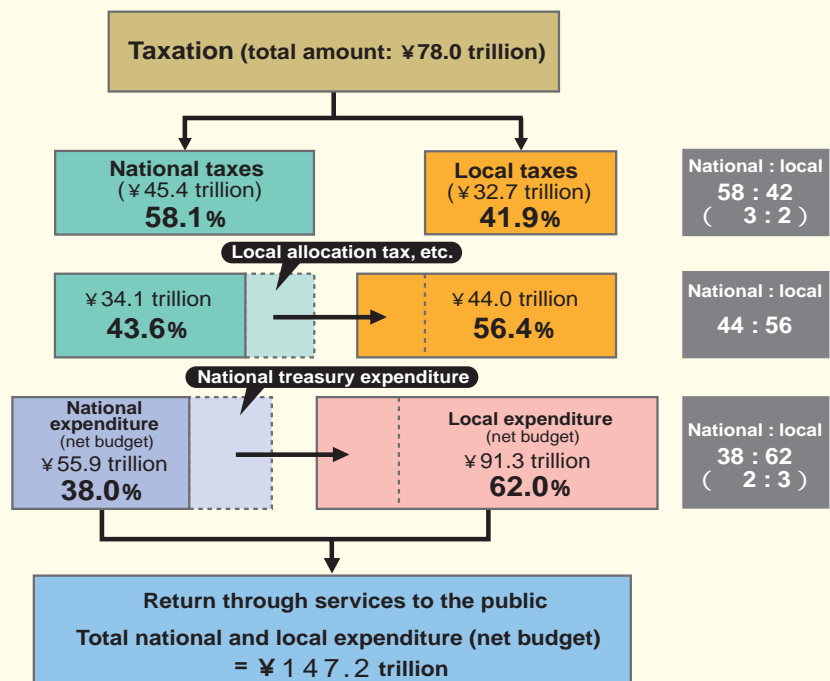 Taxation (total amount: ¥78.0 trillion)
National taxes
(¥45.4 trillion)
58.1%
Local taxes
(¥32.7 trillion)
41.9%
National : local
58 : 42
( 3 : 2 )
Local allocation tax, etc.
¥34.1 trillion
43.6%
¥44.0 trillion
56.4%
National : local
44 : 56
National treasury expenditure
National
expenditure
(net budget)
¥55.9 trillion
38.0%
Local expenditure
(net budget)
¥91.3 trillion
62.0%
National : local
38 : 62
( 2 : 3 )
Return through services to the public
Total national and local expenditure (net budget)
= ¥147.2 trillion